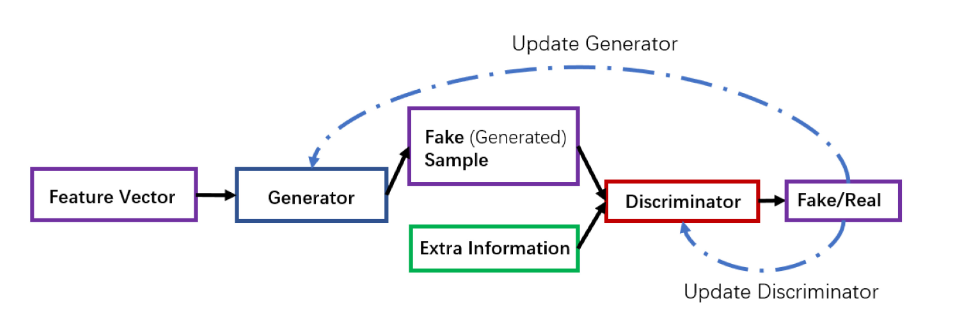 Update Generator
Fake (Generated)
Sample
Feature Vector
Generator
Discriminator
Fake/Real
Extra Information
Update Discriminator